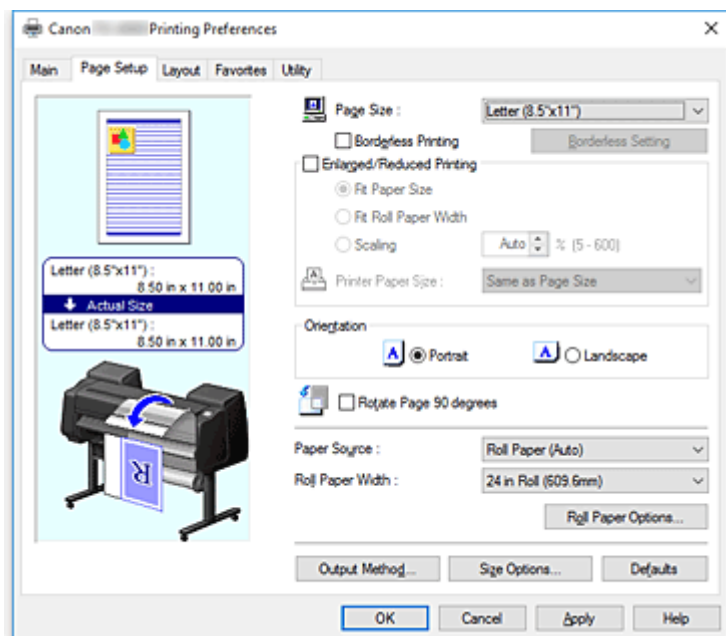 Canon Printing Preferences
Main Page Setup Layout Favorites Utility
Page Size : Letter (8.5"x11")
Borderless Printing Borderless Setting
Enlarged/Reduced Printing
Fit Paper Size
Fit Roll Paper Width
Scaling Auto % (5 - 600)
Printer Paper Size : Same as Page Size
Letter (8.5"x11") :
8.50 in x 11.00 in
Actual Size
Letter (8.5"x11") :
8.50 in x 11.00 in
Orientation
A Portrait A Landscape
Rotate Page 90 degrees
R
Paper Source : Roll Paper (Auto)
Roll Paper Width : 24 in Roll (609.6mm)
Roll Paper Options...
Output Method... Size Options... Defaults
OK Cancel Apply Help